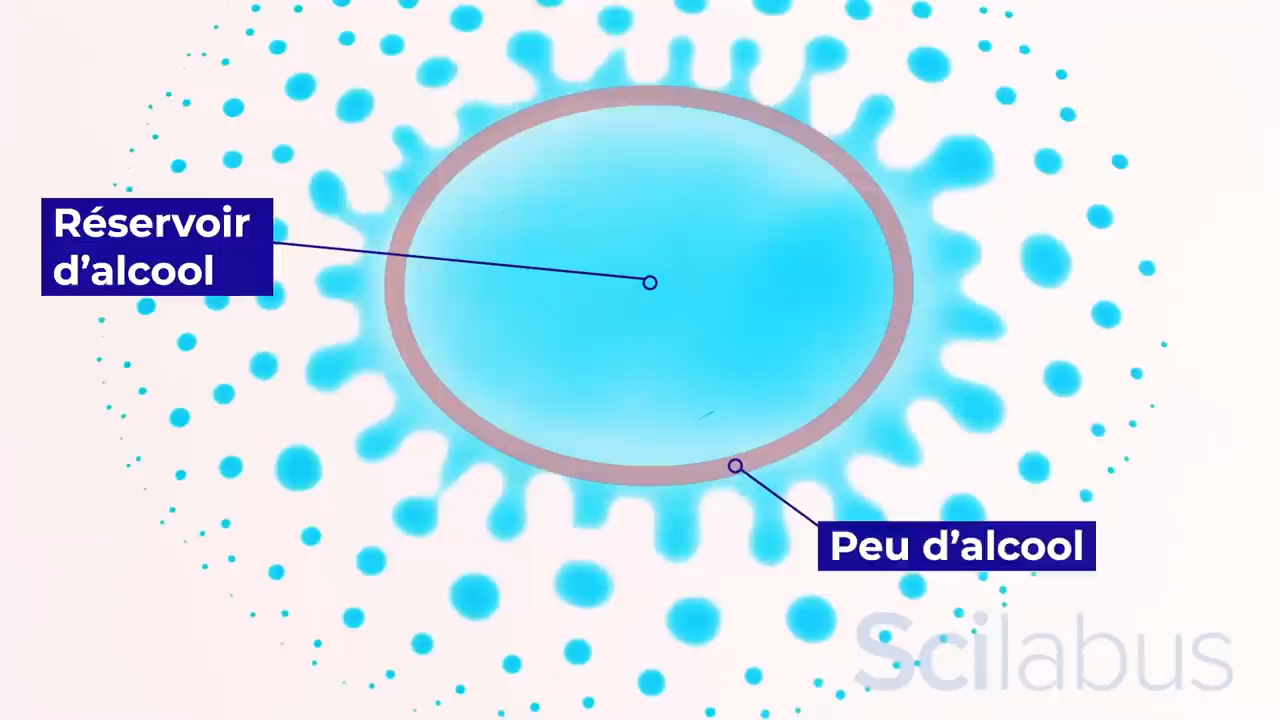 Réservoir
d’alcool
Peu d’alcool
Scilabus